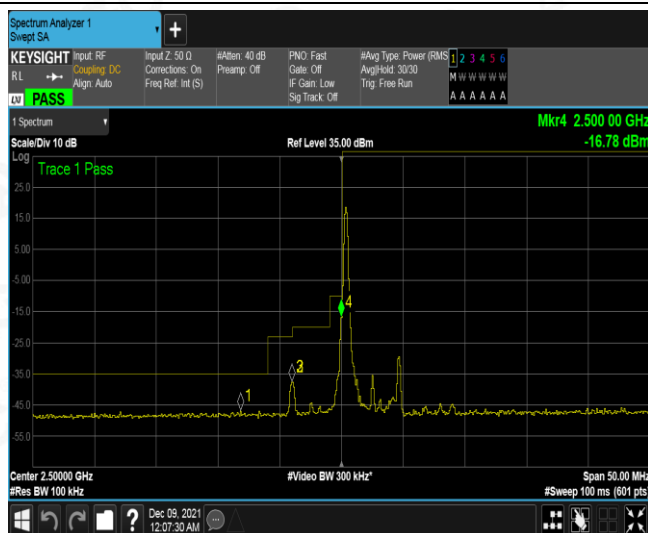 Spectrum Analyzer 1
Swept SA
+
KEYSIGHT
RL
PASS
Input: RF
Coupling: DC
Align: Auto
Input Z: 50 Ω
Corrections: On
Freq Ref: Int (S)
#Atten: 40 dB
Preamp: Off
PNO: Fast
Gate: Off
IF Gain: Low
Sig Track: Off
#Avg Type: Power (RMS
Avg|Hold: 30/30
Trig: Free Run
1 2 3 4 5 6
M W W W W W
A A A A A A
1 Spectrum
Scale/Div 10 dB
Log
Ref Level 35.00 dBm
Mkr4 2.500 00 GHz
-16.78 dBm
Trace 1 Pass
25.0
15.0
5.00
-5.00
-15.0
-25.0
-35.0
-45.0
-55.0
4
1
Center 2.50000 GHz
#Res BW 100 kHz
#Video BW 300 kHz*
Span 50.00 MHz
#Sweep 100 ms (601 pts)
?
Dec 09, 2021
12:07:30 AM